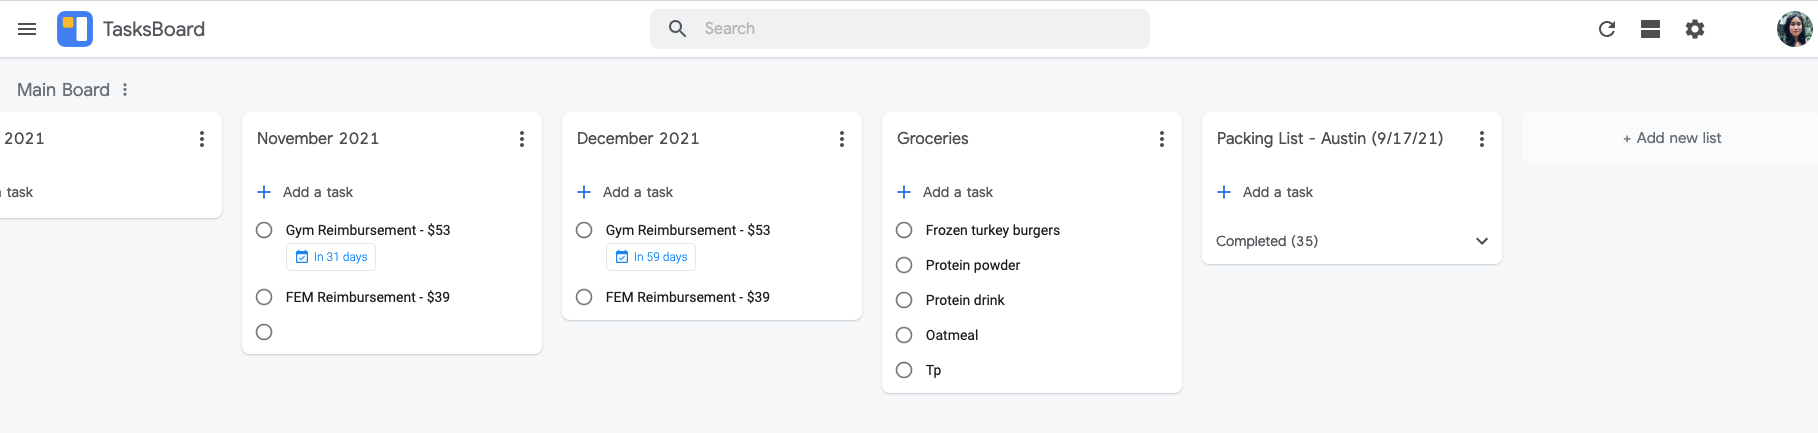 TasksBoard
Search
Main Board
2021
task
November 2021
Add a task
Gym Reimbursement - $53
In 31 days
FEM Reimbursement - $39
December 2021
Add a task
Gym Reimbursement - $53
In 59 days
FEM Reimbursement - $39
Groceries
Add a task
Frozen turkey burgers
Protein powder
Protein drink
Oatmeal
Tp
Packing List - Austin (9/17/21)
Add a task
Completed (35)
+ Add new list